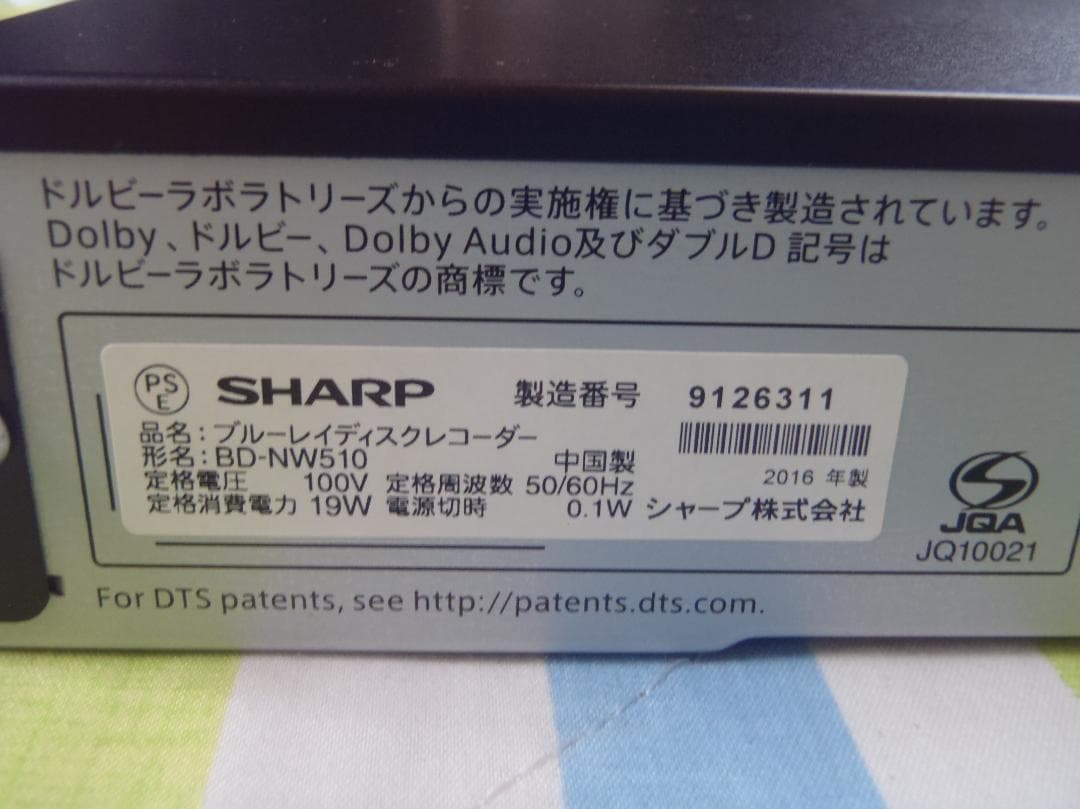 ドルビーラボラトリーズからの実施権に基づき製造されています。
Dolby、ドルビー、Dolby Audio及びダブルD 記号は
ドルビーラボラトリーズの商標です。
PS E SHARP 製造番号 9126311
品名:ブルーレイディスクレコーダー
形名:BD-NW510 中国製
定格電圧 100V 定格周波数 50/60Hz 2016 年製
定格消費電力 19W 電源切時 0.1W シャープ株式会社
JQA
JQ10021
For DTS patents, see http://patents.dts.com.